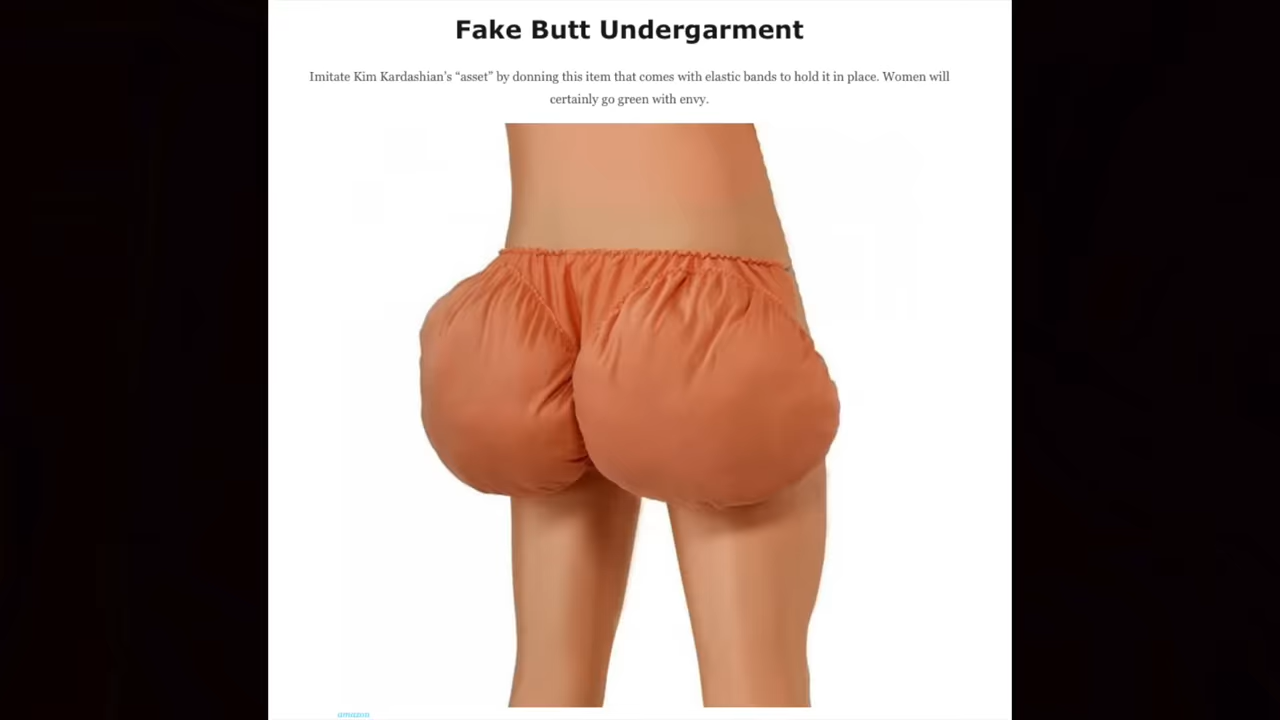 Fake Butt Undergarment
Imitate Kim Kardashian’s “asset” by donning this item that comes with elastic bands to hold it in place. Women will
certainly go green with envy.
amazon